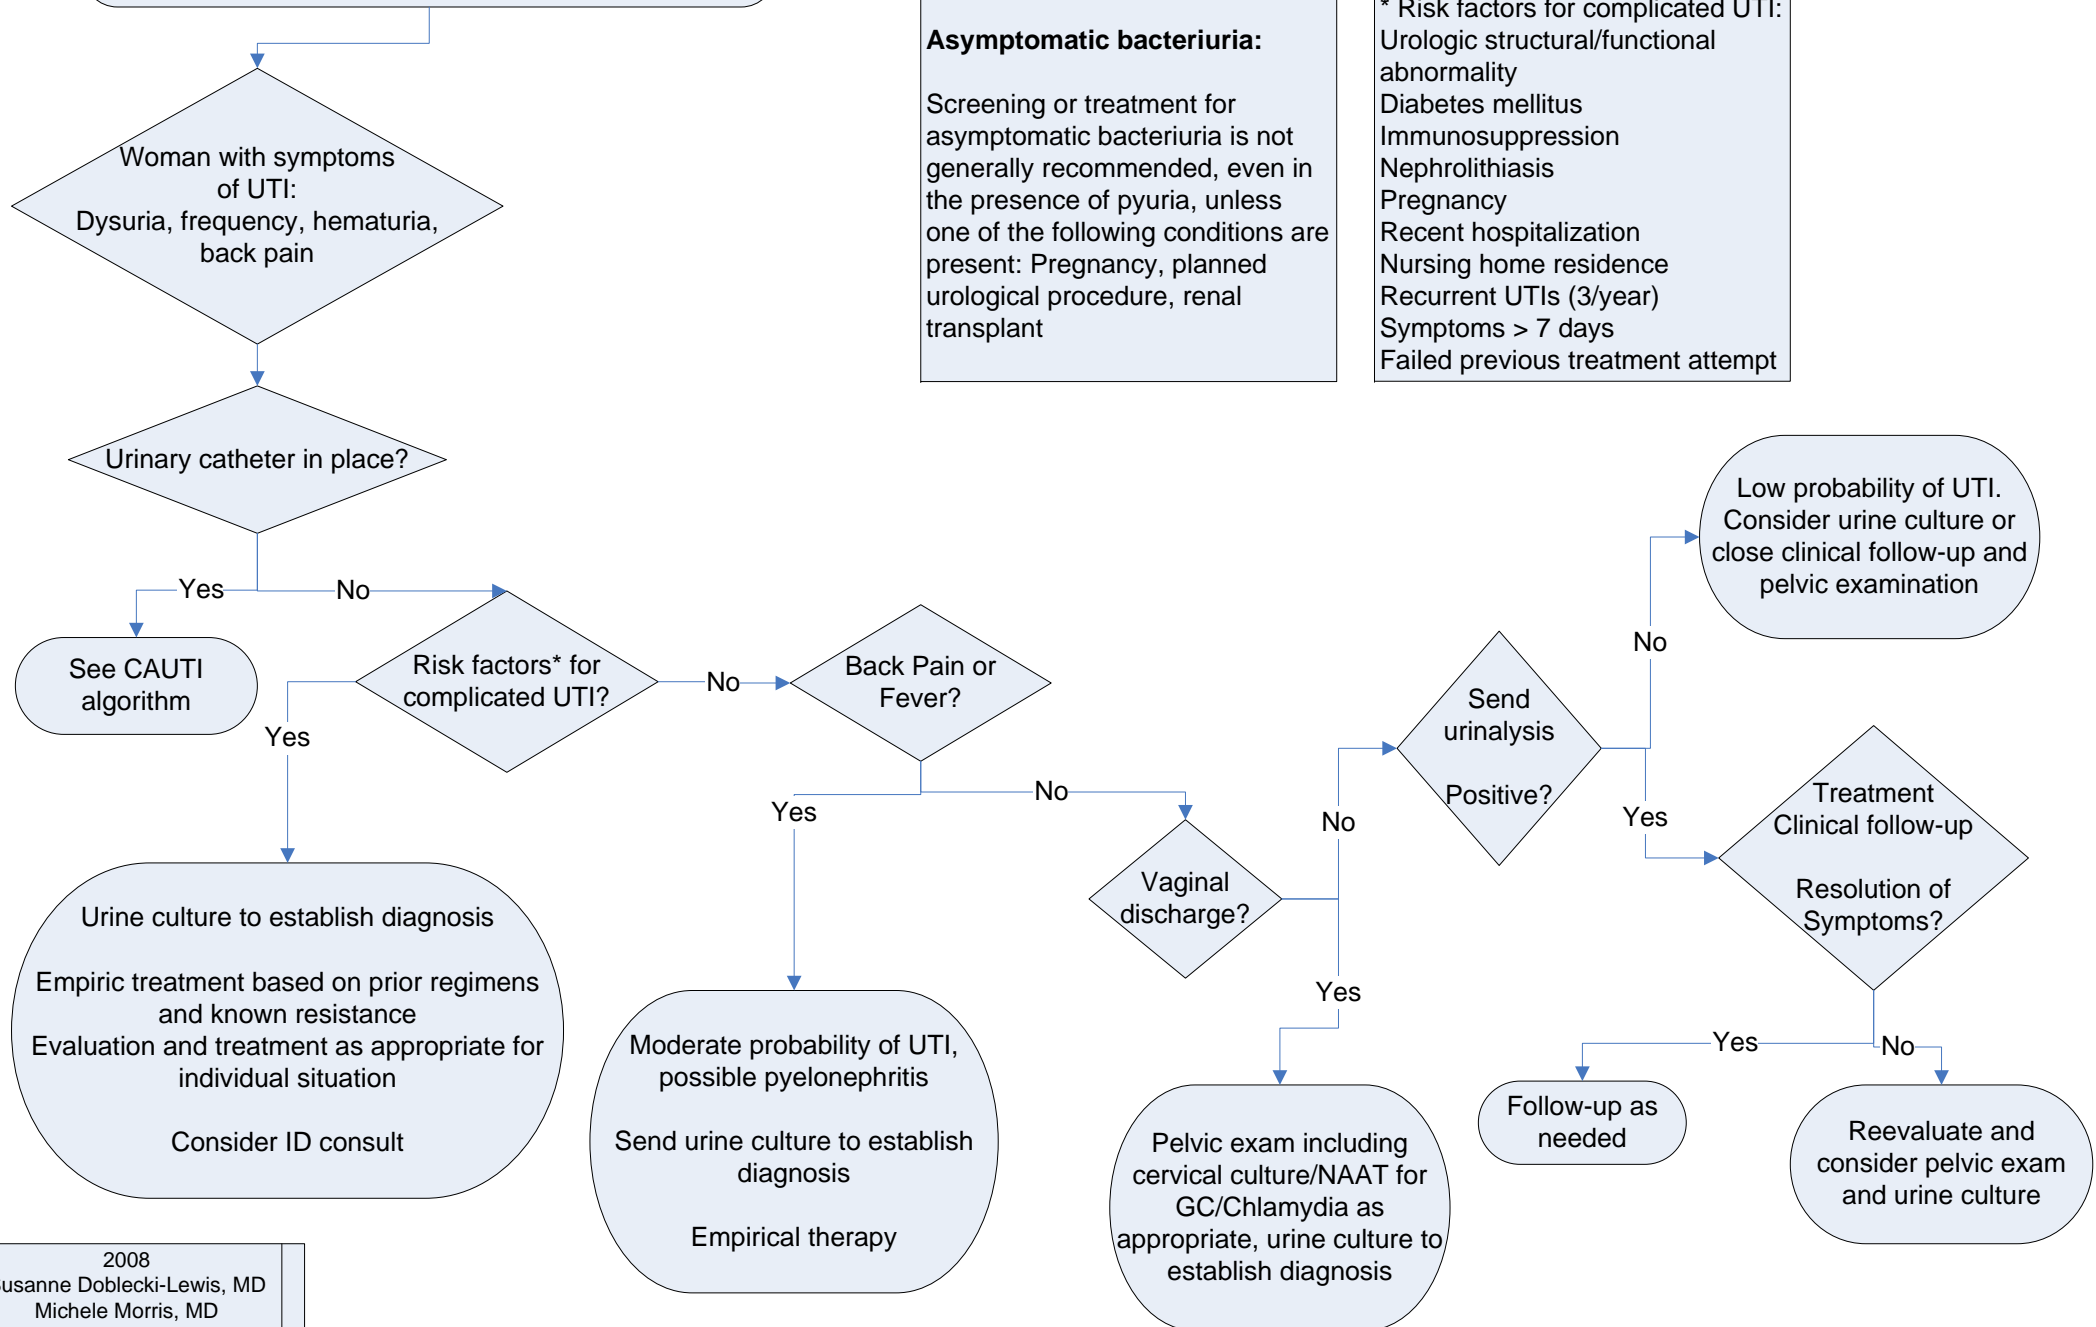 Asymptomatic bacteriuria:
Screening or treatment for
asymptomatic bacteriuria is not
generally recommended, even in
the presence of pyuria, unless
one of the following conditions are
present: Pregnancy, planned
urological procedure, renal
transplant
* Risk factors for complicated UTI:
Urologic structural/functional
abnormality
Diabetes mellitus
Immunosuppression
Nephrolithiasis
Pregnancy
Recent hospitalization
Nursing home residence
Recurrent UTIs (3/year)
Symptoms > 7 days
Failed previous treatment attempt
Woman with symptoms
of UTI:
Dysuria, frequency, hematuria,
back pain
Urinary catheter in place?
Yes
No
See CAUTI
algorithm
Risk factors* for
complicated UTI?
Yes
No
Urine culture to establish diagnosis
Empiric treatment based on prior regimens
and known resistance
Evaluation and treatment as appropriate for
individual situation
Consider ID consult
Back Pain or
Fever?
Yes
No
Moderate probability of UTI,
possible pyelonephritis
Send urine culture to establish
diagnosis
Empirical therapy
Vaginal
discharge?
No
Yes
Pelvic exam including
cervical culture/NAAT for
GC/Chlamydia as
appropriate, urine culture to
establish diagnosis
Send
urinalysis
Positive?
No
Yes
Low probability of UTI.
Consider urine culture or
close clinical follow-up and
pelvic examination
Treatment
Clinical follow-up
Resolution of
Symptoms?
Yes
No
Follow-up as
needed
Reevaluate and
consider pelvic exam
and urine culture
2008
Susanne Doblecki-Lewis, MD
Michele Morris, MD